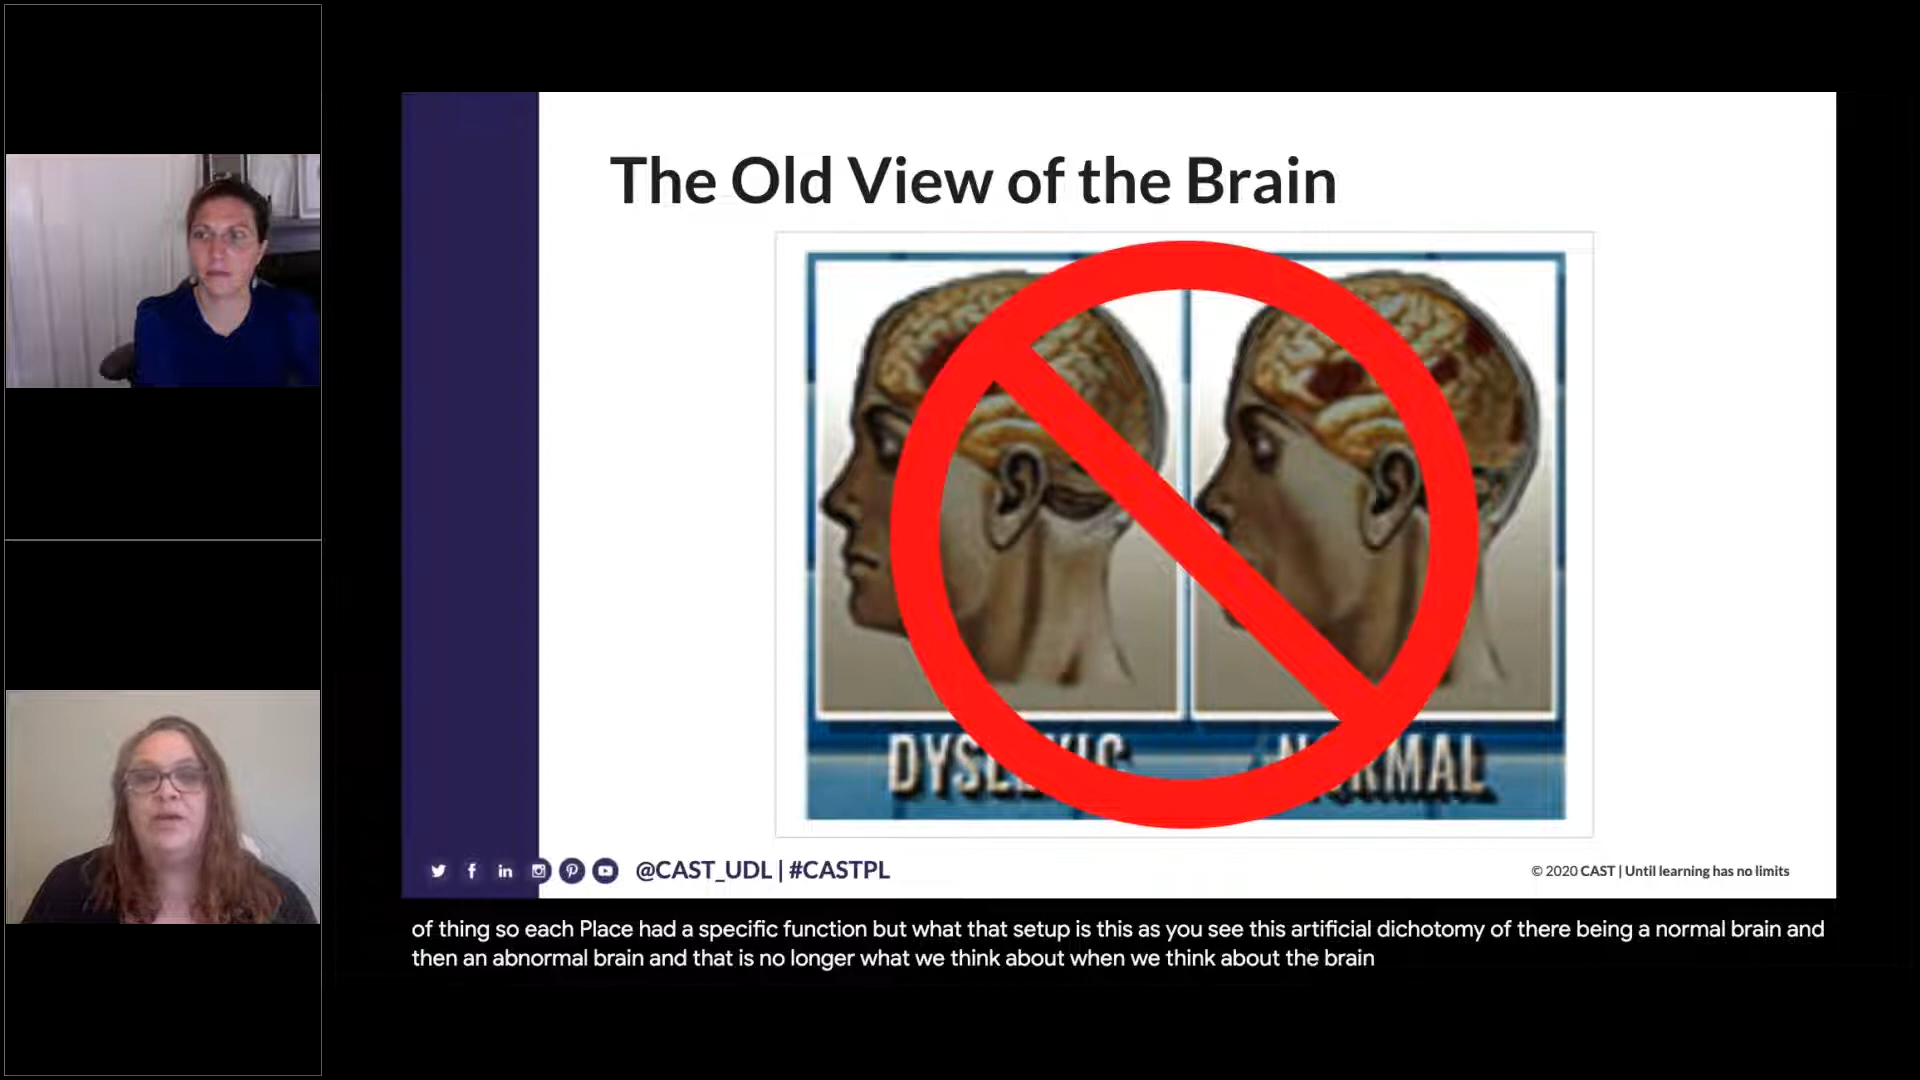 The Old View of the Brain
@CAST_UDL | #CASTPL
© 2020 CAST | Until learning has no limits
of thing so each Place had a specific function but what that setup is this as you see this artificial dichotomy of there being a normal brain and
then an abnormal brain and that is no longer what we think about when we think about the brain